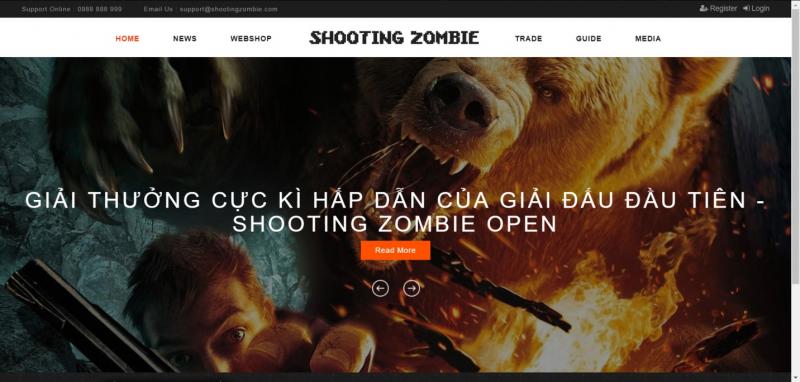 Support Online : 0988 888 999 Email Us : support@shootingzombie.com Register Login
HOME NEWS WEBSHOP SHOOTING ZOMBIE TRADE GUIDE MEDIA
GIẢI THƯỞNG CỰC KÌ HẤP DẪN CỦA GIẢI ĐẤU ĐẦU TIÊN -
SHOOTING ZOMBIE OPEN
Read More